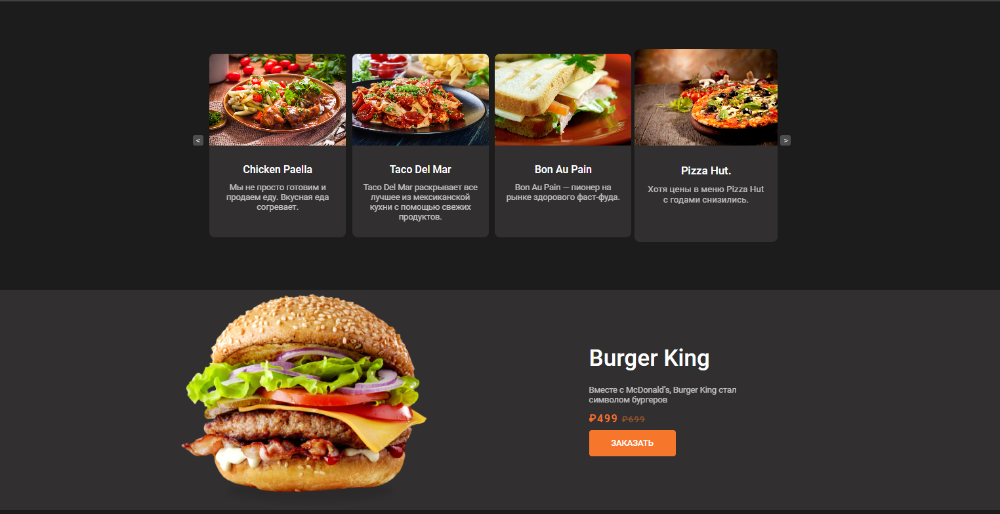 <
>
Chicken Paella
Мы не просто готовим и
продаем еду. Вкусная еда
согревает.
Taco Del Mar
Taco Del Mar раскрывает все
лучшее из мексиканской
кухни с помощью свежих
продуктов.
Bon Au Pain
Bon Au Pain — пионер на
рынке здорового фаст-фуда.
Pizza Hut.
Хотя цены в меню Pizza Hut
с годами снизились.
Burger King
Вместе с McDonald's, Burger King стал
символом бургеров
₽499 ₽699
ЗАКАЗАТЬ